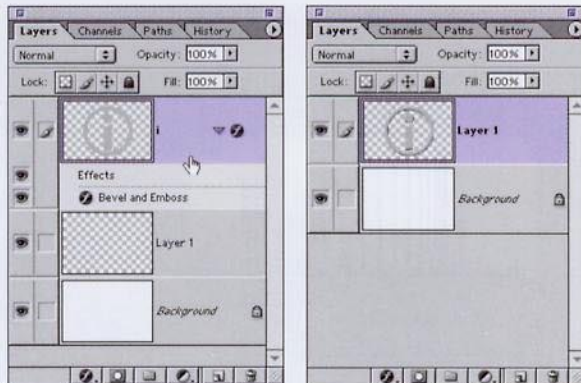 Layers Channels Paths History
Normal Opacity: 100%
Lock: Fill: 100%
i
Effects
Bevel and Emboss
Layer 1
Background
Layers Channels Paths History
Normal Opacity: 100%
Lock: Fill: 100%
Layer 1
Background